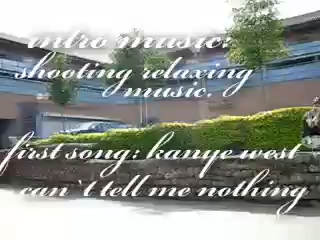 intro music:
shooting relaxing
music.
first song: kanye west
can`t tell me nothing